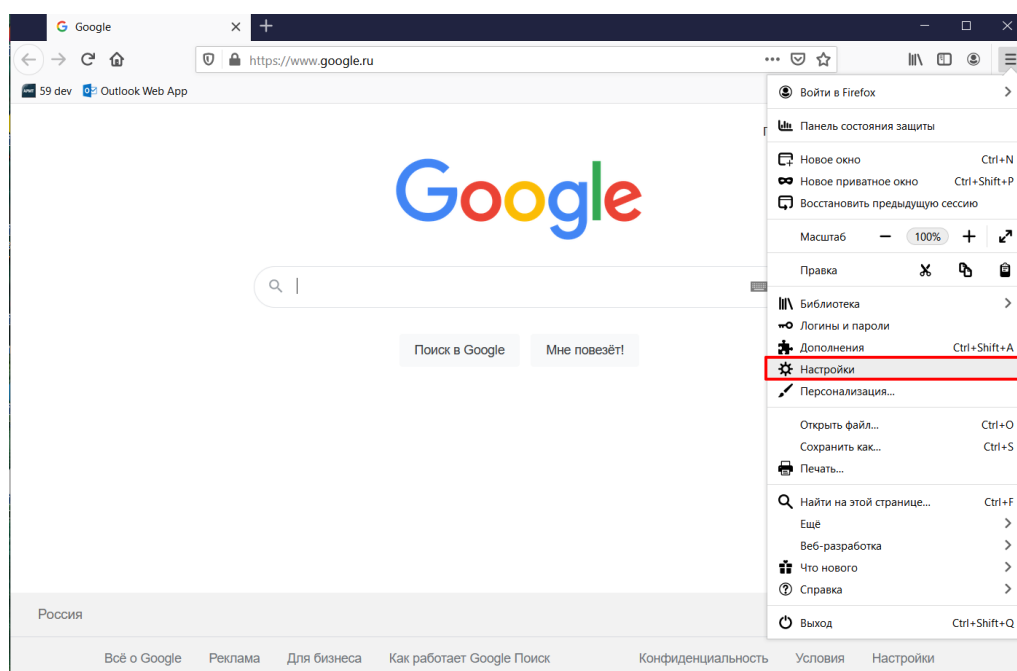 Google
https://www.google.ru
59 dev
Outlook Web App
Google
Поиск в Google
Мне повезёт!
Войти в Firefox
Панель состояния защиты
Новое окно Ctrl+N
Новое приватное окно Ctrl+Shift+P
Восстановить предыдущую сессию
Масштаб 100%
Правка
Библиотека
Логины и пароли
Дополнения Ctrl+Shift+A
Настройки
Персонализация...
Открыть файл... Ctrl+O
Сохранить как... Ctrl+S
Печать...
Найти на этой странице... Ctrl+F
Ещё
Веб-разработка
Что нового
Справка
Выход Ctrl+Shift+Q
Россия
Всё о Google Реклама Для бизнеса Как работает Google Поиск Конфиденциальность Условия Настройки